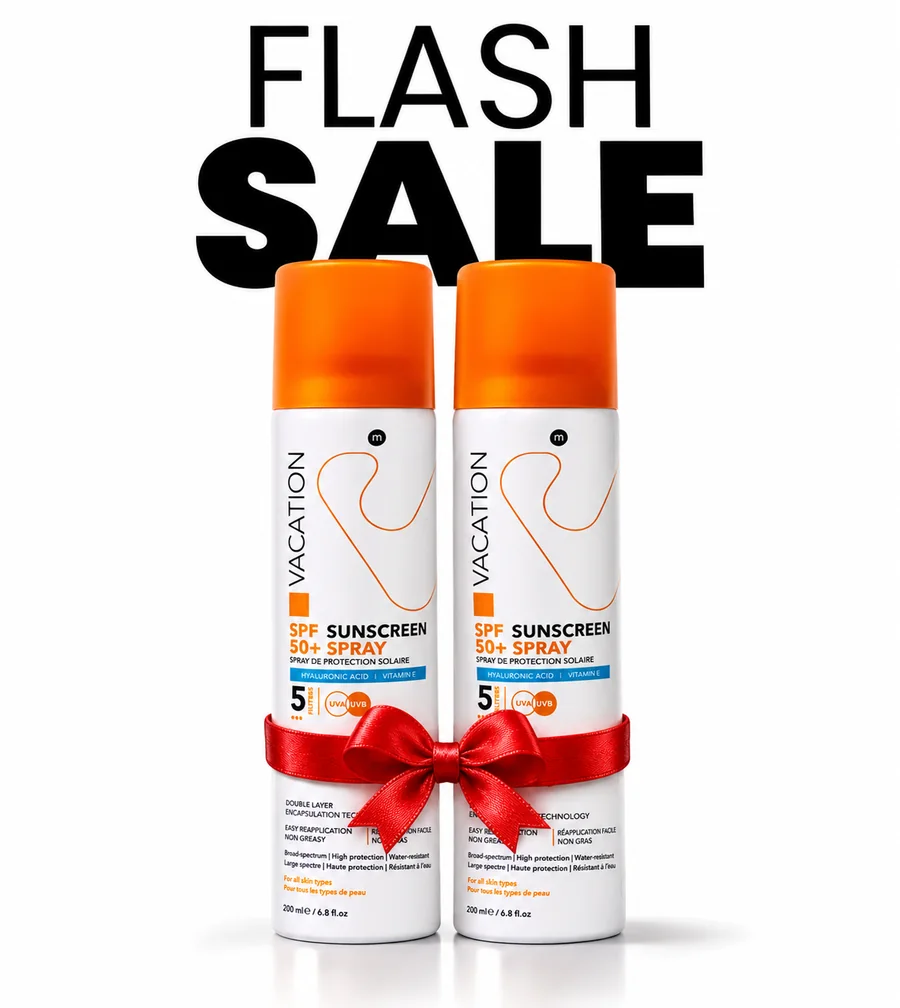 FLASH
SALE
m
VACATION
SPF SUNSCREEN
50+ SPRAY
SPRAY DE PROTECTION SOLAIRE
HYALURONIC ACID | VITAMIN E
5 FILTRES
UVA UVB
DOUBLE LAYER
ENCAPSULATION
EASY REAPPLICATION
NON GREASY
NON GRAS
Broad-spectrum | High protection | Water-resistant
Large spectre | Haute protection | Résistant à l'eau
For all skin types
Pour tous les types de peau
200 ml e / 6.8 fl.oz
m
VACATION
SPF SUNSCREEN
50+ SPRAY
SPRAY DE PROTECTION SOLAIRE
HYALURONIC ACID | VITAMIN E
5 FILTRES
UVA UVB
TECHNOLOGY
EASY
NON
RÉAPPLICATION FACILE
NON GRAS
Broad-spectrum | High protection | Water-resistant
Large spectre | Haute protection | Résistant à l'eau
For all skin types
Pour tous les types de peau
200 ml e / 6.8 fl.oz